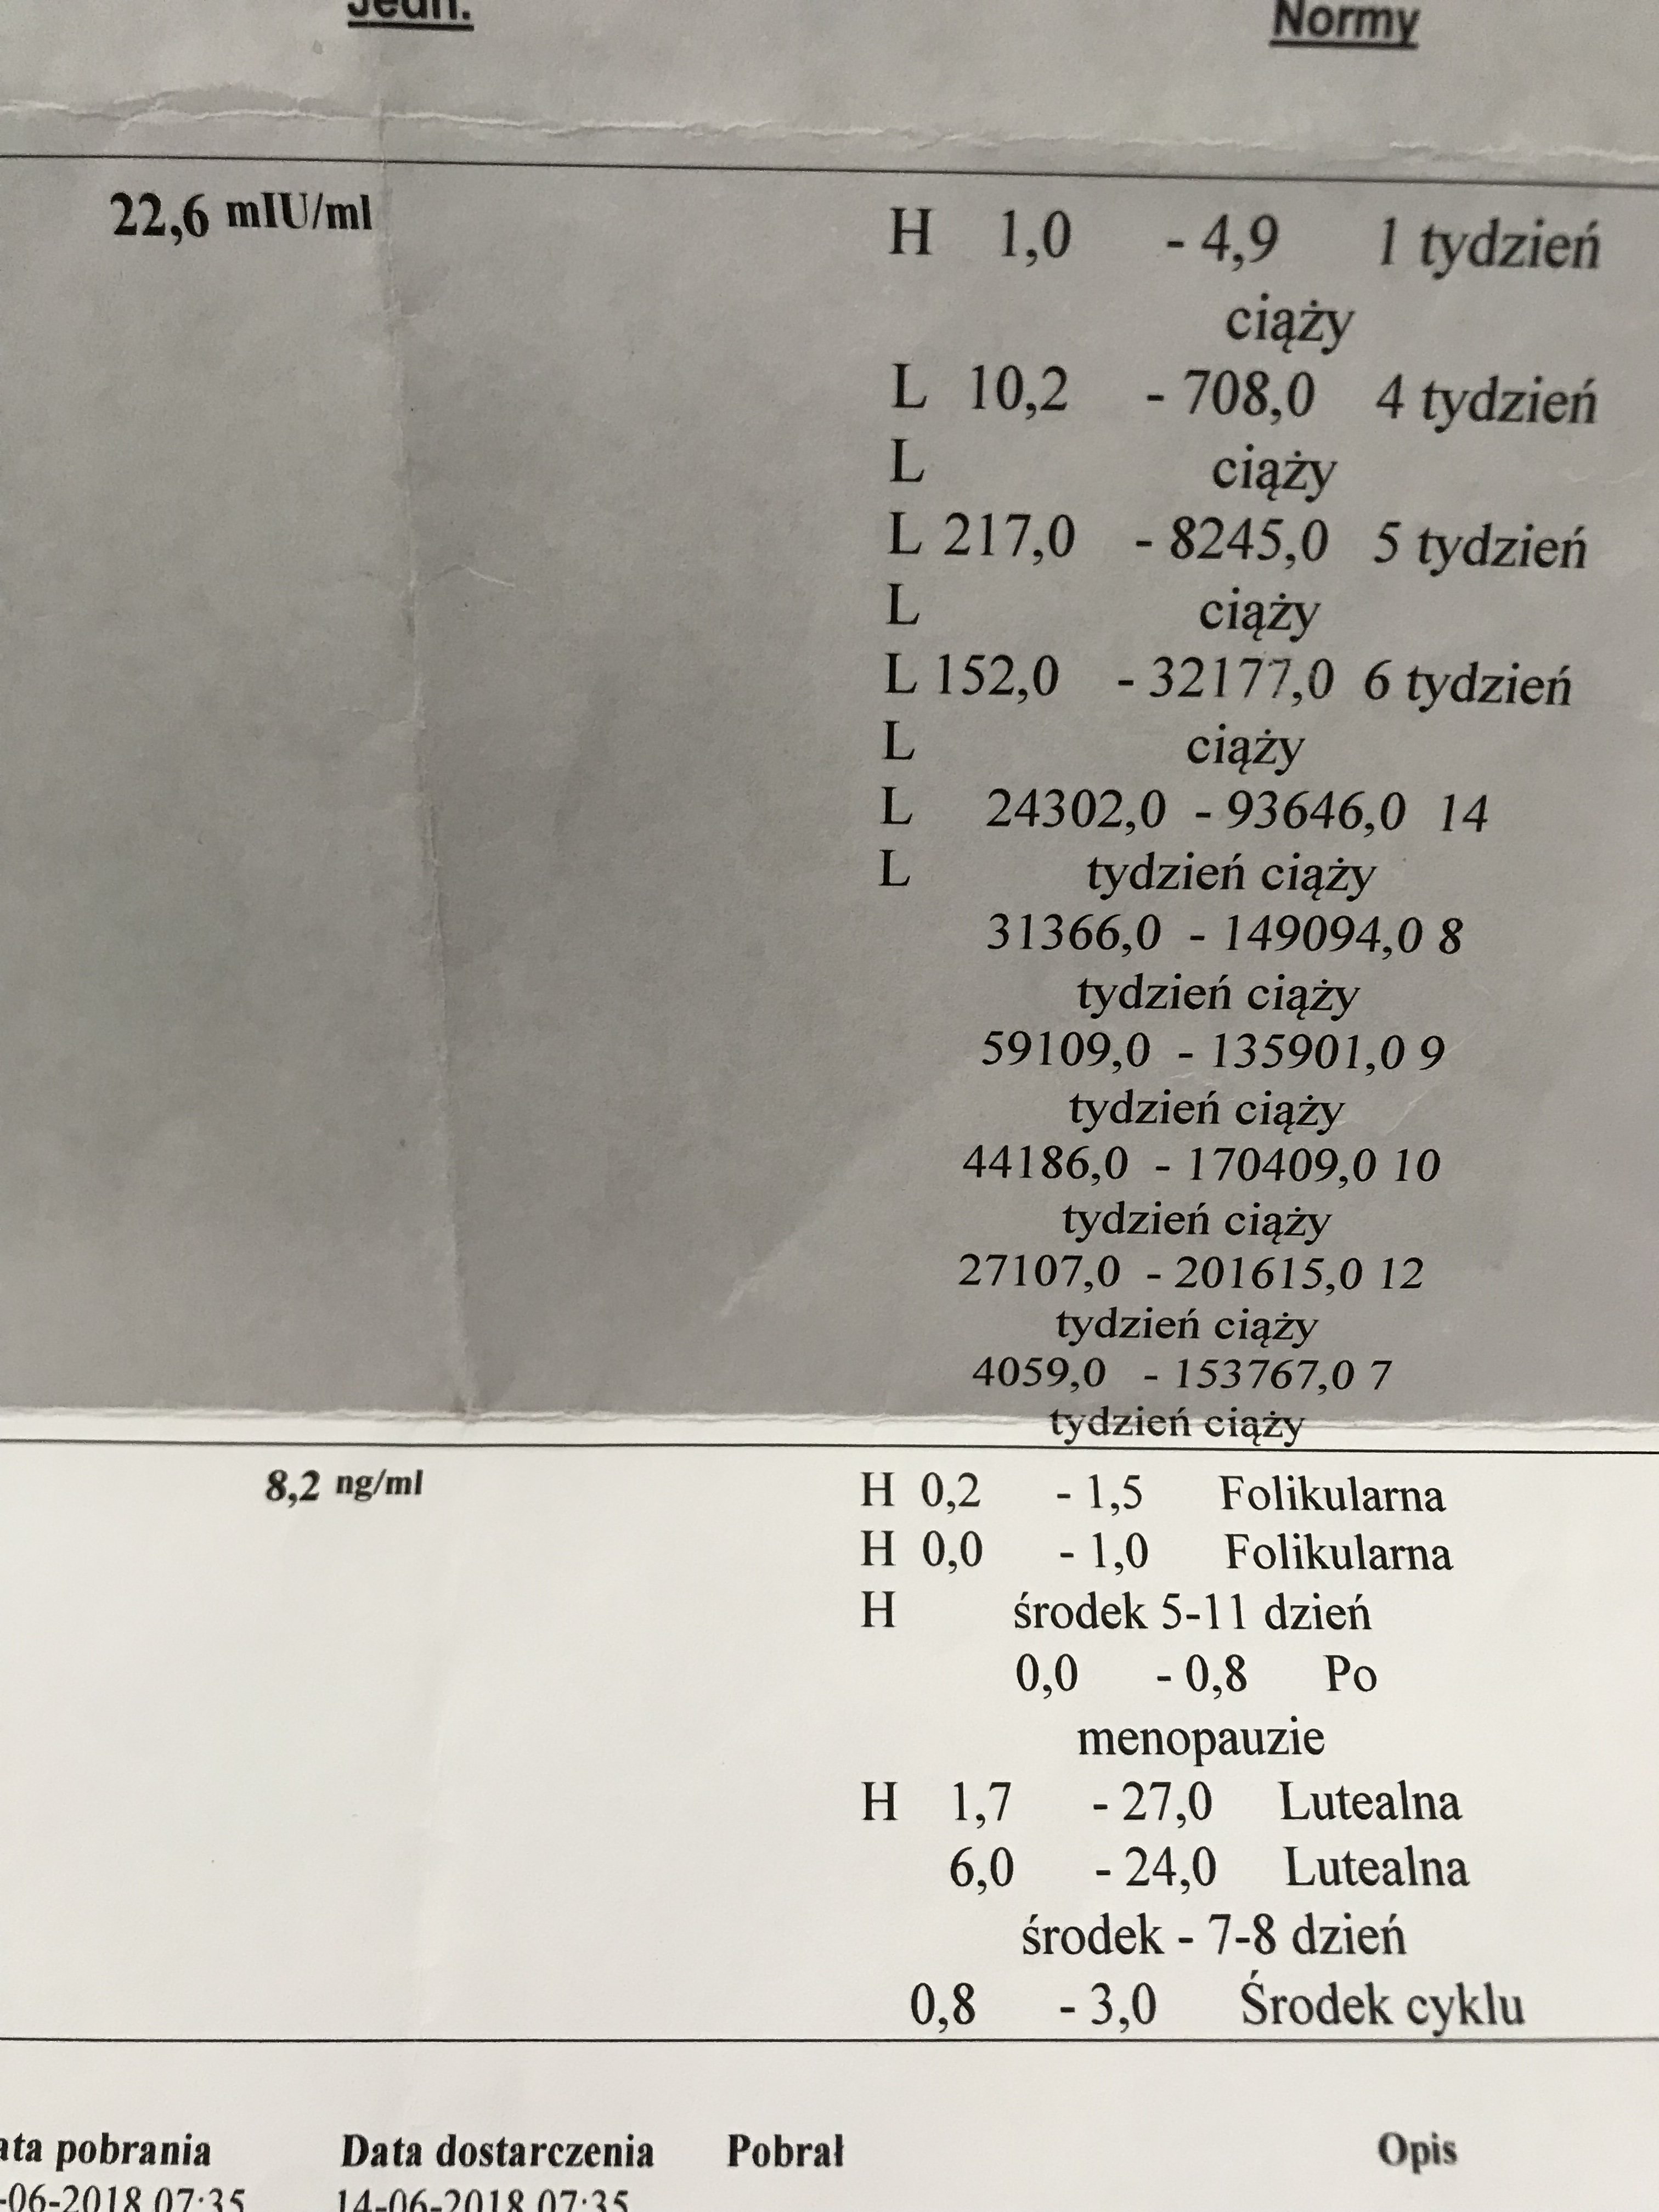 Jedn. Normy
22,6 mIU/ml H 1,0 - 4,9 1 tydzień
ciąży
L 10,2 - 708,0 4 tydzień
L ciąży
L 217,0 - 8245,0 5 tydzień
L ciąży
L 152,0 - 32177,0 6 tydzień
L ciąży
L 24302,0 - 93646,0 14
L tydzień ciąży
31366,0 - 149094,0 8
tydzień ciąży
59109,0 - 135901,0 9
tydzień ciąży
44186,0 - 170409,0 10
tydzień ciąży
27107,0 - 201615,0 12
tydzień ciąży
4059,0 - 153767,0 7
tydzień ciąży
8,2 ng/ml H 0,2 - 1,5 Folikularna
H 0,0 - 1,0 Folikularna
H środek 5-11 dzień
0,0 - 0,8 Po
menopauzie
H 1,7 - 27,0 Lutealna
6,0 - 24,0 Lutealna
środek - 7-8 dzień
0,8 - 3,0 Środek cyklu
ata pobrania Data dostarczenia Pobrał Opis
-06-2018 07:35 14-06-2018 07:35